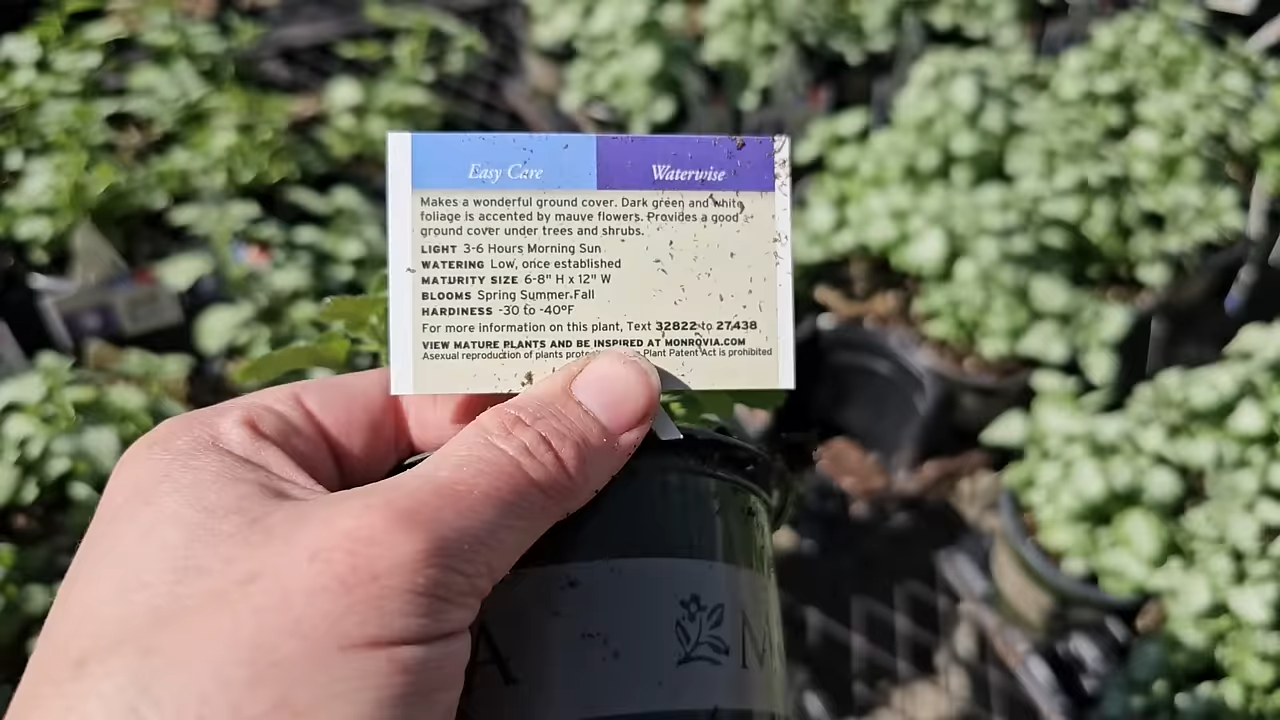 Easy Care
Waterwise
Makes a wonderful ground cover. Dark green and white
foliage is accented by mauve flowers. Provides a good
ground cover under trees and shrubs.
LIGHT 3-6 Hours Morning Sun
WATERING Low, once established
MATURITY SIZE 6-8" H x 12" W
BLOOMS Spring Summer Fall
HARDINESS -30 to -40ºF
For more information on this plant, Text 32822 to 27438
VIEW MATURE PLANTS AND BE INSPIRED AT MONROVIA.COM
Asexual reproduction of plants Plant Patent Act is prohibited
A M